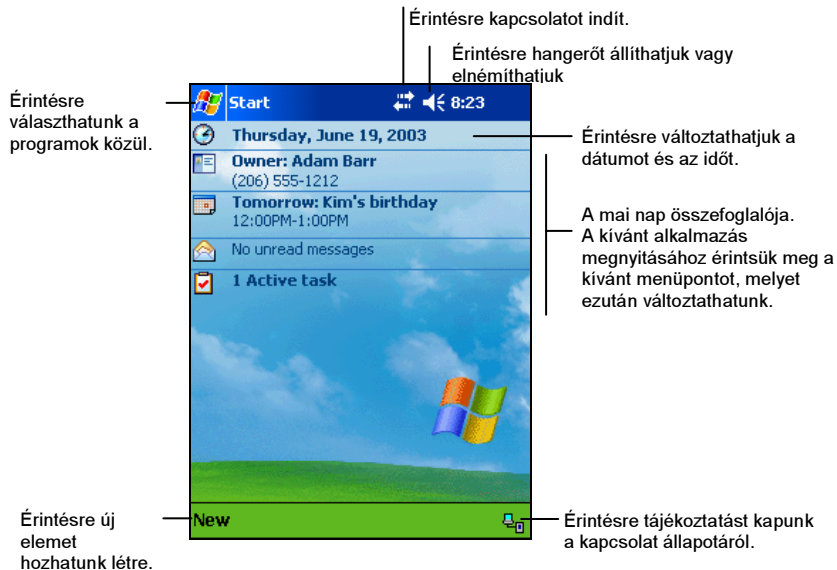 Érintésre kapcsolatot indít.
Érintésre hangerőt állíthatjuk vagy
elnémíthatjuk
Érintésre
választhatunk a
programok közül.
Start
8:23
Thursday, June 19, 2003
Owner: Adam Barr
(206) 555-1212
Tomorrow: Kim's birthday
12:00PM-1:00PM
No unread messages
1 Active task
Érintésre változtathatjuk a
dátumot és az időt.
A mai nap összefoglalója.
A kívánt alkalmazás
megnyitásához érintsük meg a
kívánt menüpontot, melyet
ezután változtathatunk.
New
Érintésre új
elemet
hozhatunk létre.
Érintésre tájékoztatást kapunk
a kapcsolat állapotáról.